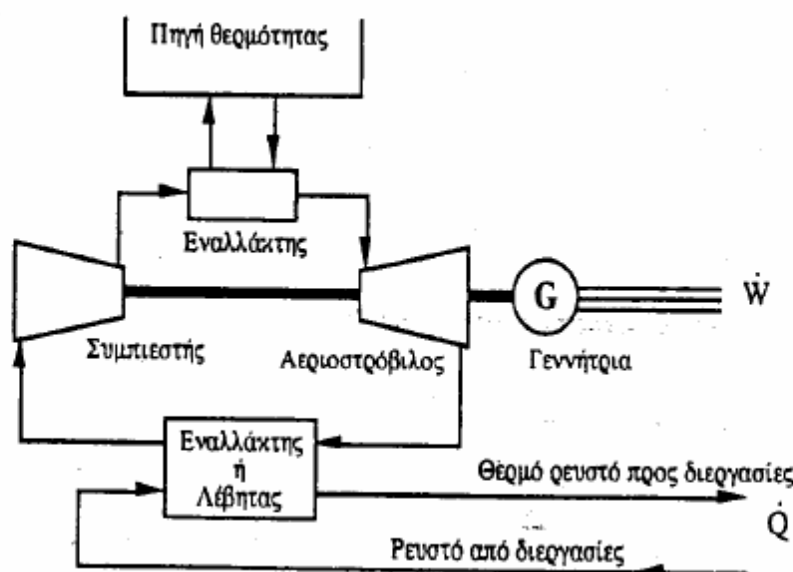 Πηγή θερμότητας
Εναλλάκτης
G
Ẇ
Συμπιεστής
Αεριοστρόβιλος
Γεννήτρια
Εναλλάκτης
ή
Λέβητας
Θερμό ρευστό προς διεργασίες
Q̇
Ρευστό από διεργασίες